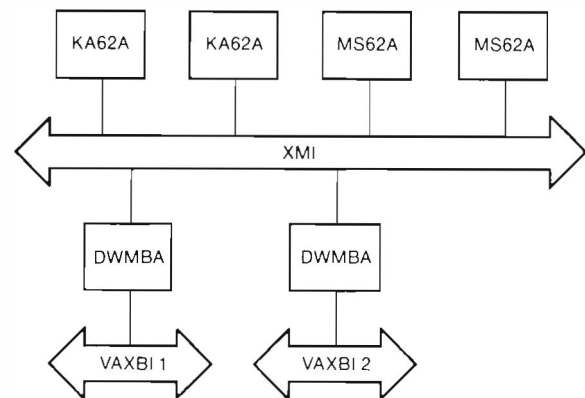 KA62A
KA62A
MS62A
MS62A
XMI
DWMBA
DWMBA
VAXBI 1
VAXBI 2